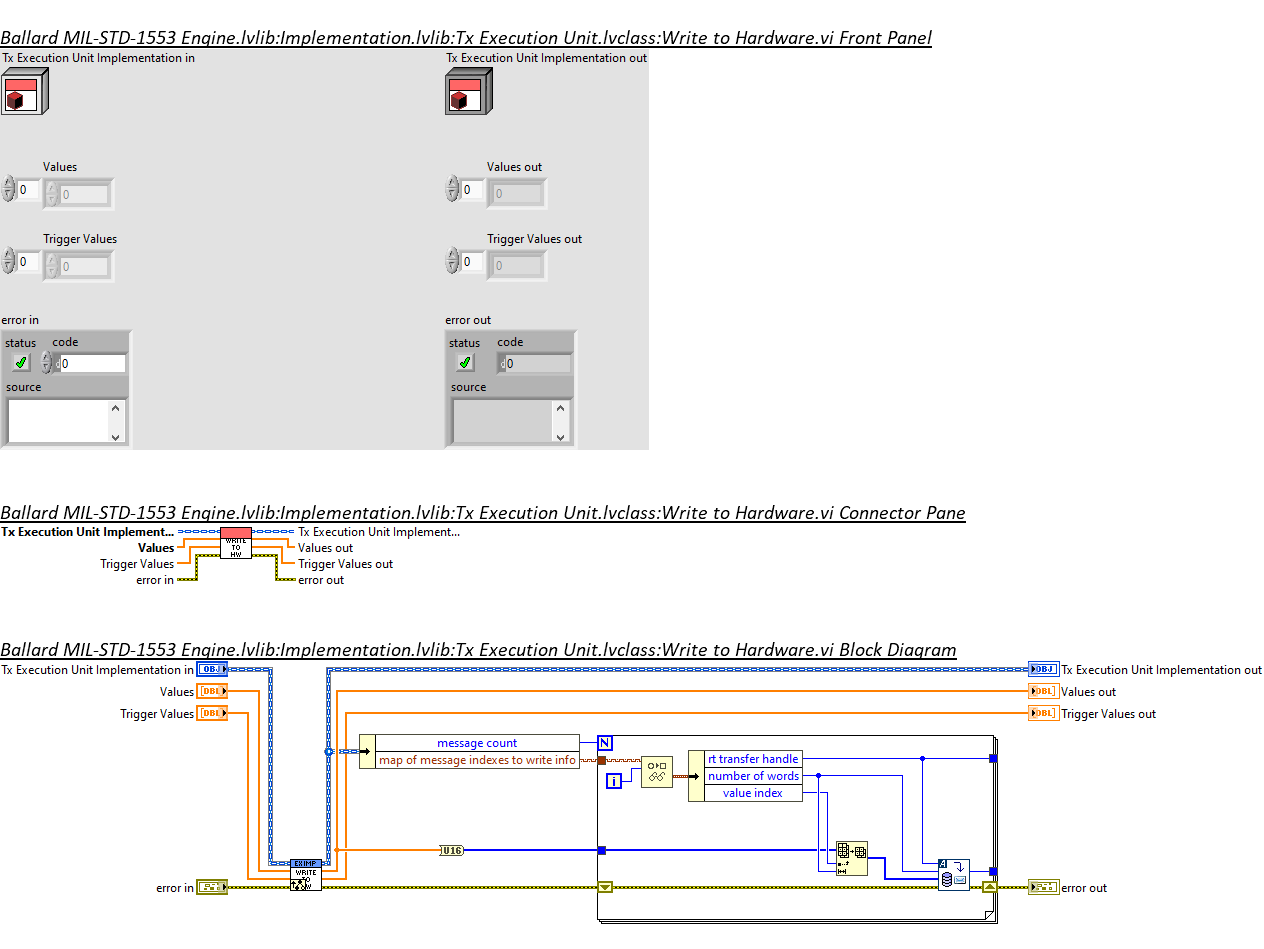 Ballard MIL-STD-1553 Engine.lvlib:Implementation.lvlib:Tx Execution Unit.lvclass:Write to Hardware.vi Front Panel
Tx Execution Unit Implementation in
Tx Execution Unit Implementation out
Values
Values out
0
0
0
0
Trigger Values
Trigger Values out
0
0
0
0
error in
error out
status
code
status
code
d
0
d
0
source
source
Ballard MIL-STD-1553 Engine.lvlib:Implementation.lvlib:Tx Execution Unit.lvclass:Write to Hardware.vi Connector Pane
Tx Execution Unit Implement...
Tx Execution Unit Implement...
WRITE
TO
HW
Values
Values out
Trigger Values
Trigger Values out
error in
error out
Ballard MIL-STD-1553 Engine.lvlib:Implementation.lvlib:Tx Execution Unit.lvclass:Write to Hardware.vi Block Diagram
Tx Execution Unit Implementation in
OBJ
OBJ
Tx Execution Unit Implementation out
Values
[DBL]
DBL]
Values out
Trigger Values
[DBL]
DBL]
Trigger Values out
message count
N
map of message indexes to write info
i
rt transfer handle
number of words
value index
U16
EXIMP
WRITE
TO
A
error in
error out